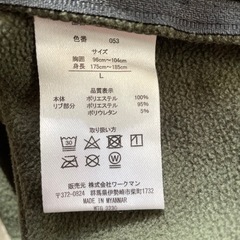 色番 053
サイズ
胸囲 96cm〜104cm
身長 175cm〜185cm
L
品質表示
本体 ポリエステル 100%
リブ部分 ポリエステル 95%
ポリウレタン 5%
お取り扱い
30
販売元 株式会社ワークマン
〒372-0824 群馬県伊勢崎市柴町1732
MADE IN MYANMAR